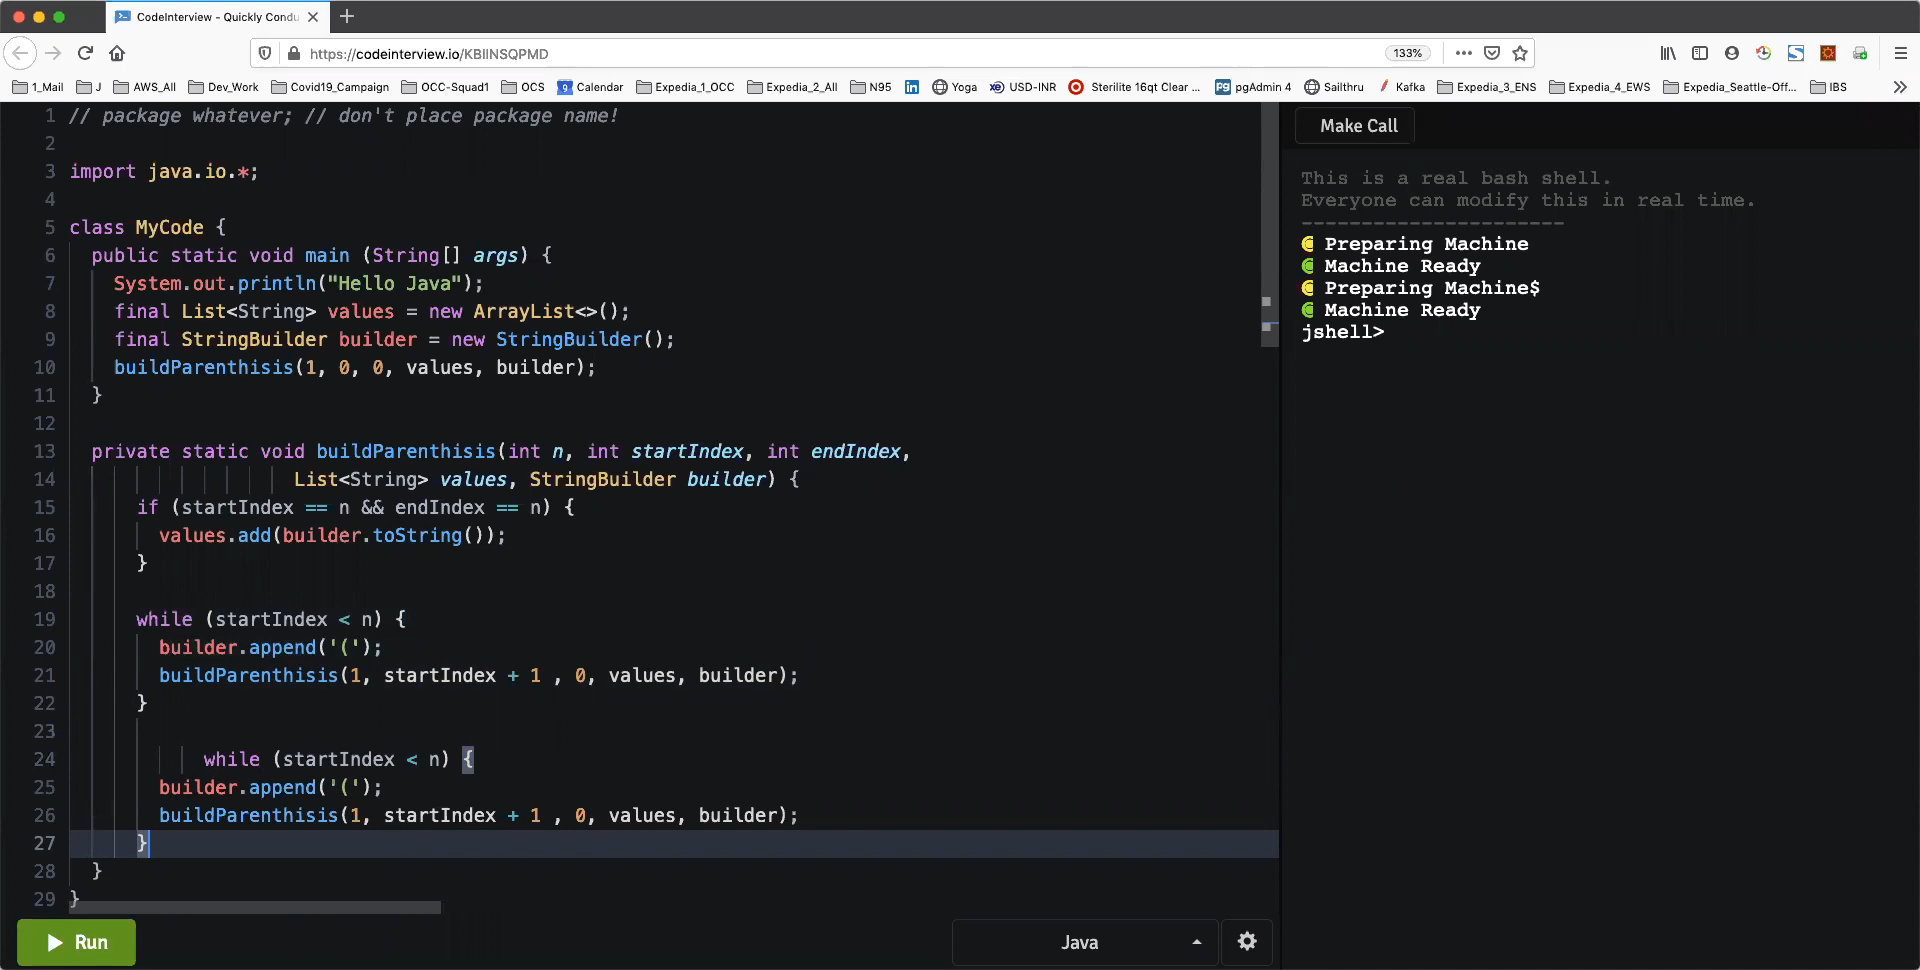 CodeInterview - Quickly Condu
https://codeinterview.io/KBIINSQPMD
133%
1_Mail
J
AWS_All
Dev_Work
Covid19_Campaign
OCC-Squad1
OCS
9
Calendar
Expedia_1_OCC
Expedia_2_All
N95
in
Yoga
xe
USD-INR
Sterilite 16qt Clear ...
Pg
pgAdmin 4
Sailthru
Kafka
Expedia_3_ENS
Expedia_4_EWS
Expedia_Seattle-Off...
IBS
1 // package whatever; // don't place package name!
2
3 import java.io.*;
4
5 class MyCode {
6 public static void main (String[] args) {
7 System.out.println("Hello Java");
8 final List<String> values = new ArrayList<>();
9 final StringBuilder builder = new StringBuilder();
10 buildParenthisis(1, 0, 0, values, builder);
11 }
12
13 private static void buildParenthisis(int n, int startIndex, int endIndex,
14 List<String> values, StringBuilder builder) {
15 if (startIndex == n && endIndex == n) {
16 values.add(builder.toString());
17 }
18
19 while (startIndex < n) {
20 builder.append('(');
21 buildParenthisis(1, startIndex + 1 , 0, values, builder);
22 }
23
24 while (startIndex < n) {
25 builder.append('(');
26 buildParenthisis(1, startIndex + 1 , 0, values, builder);
27 }
28 }
29 }
Run
Java
Make Call
This is a real bash shell.
Everyone can modify this in real time.
----------------------
Preparing Machine
Machine Ready
Preparing Machine$
Machine Ready
jshell>